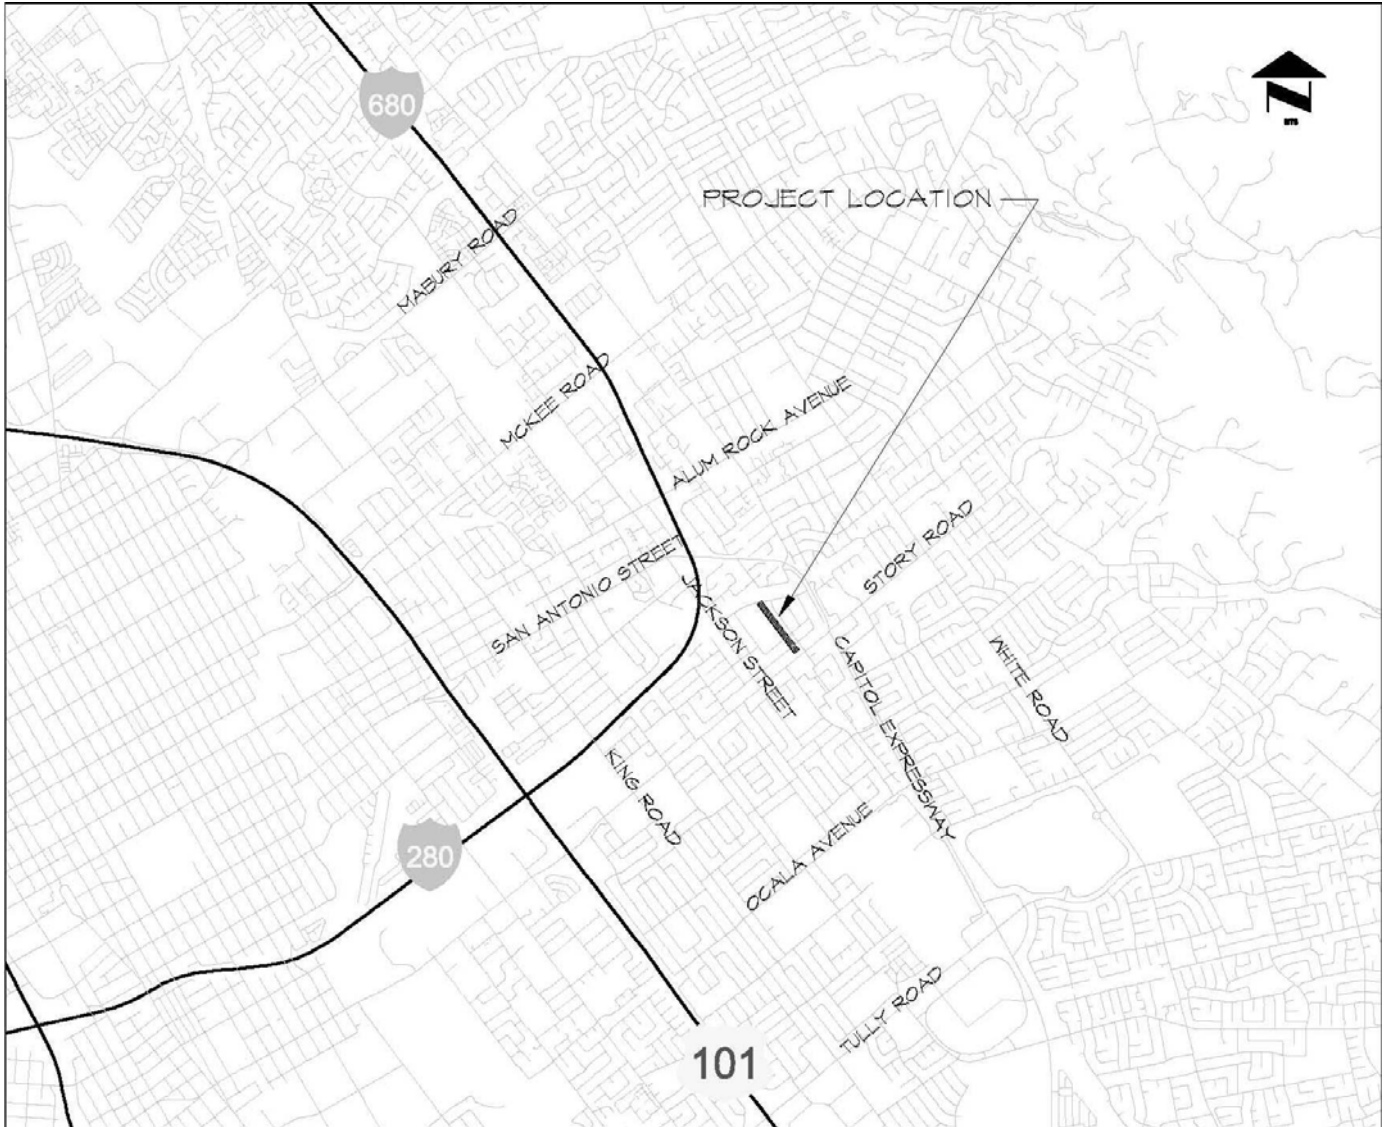 680
PROJECT LOCATION
MABURY ROAD
MCKEE ROAD
ALUM ROCK AVENUE
STORY ROAD
SAN ANTONIO STREET
JACKSON STREET
CAPITOL EXPRESSWAY
WHITE ROAD
KING ROAD
280
OCALA AVENUE
TULLY ROAD
101